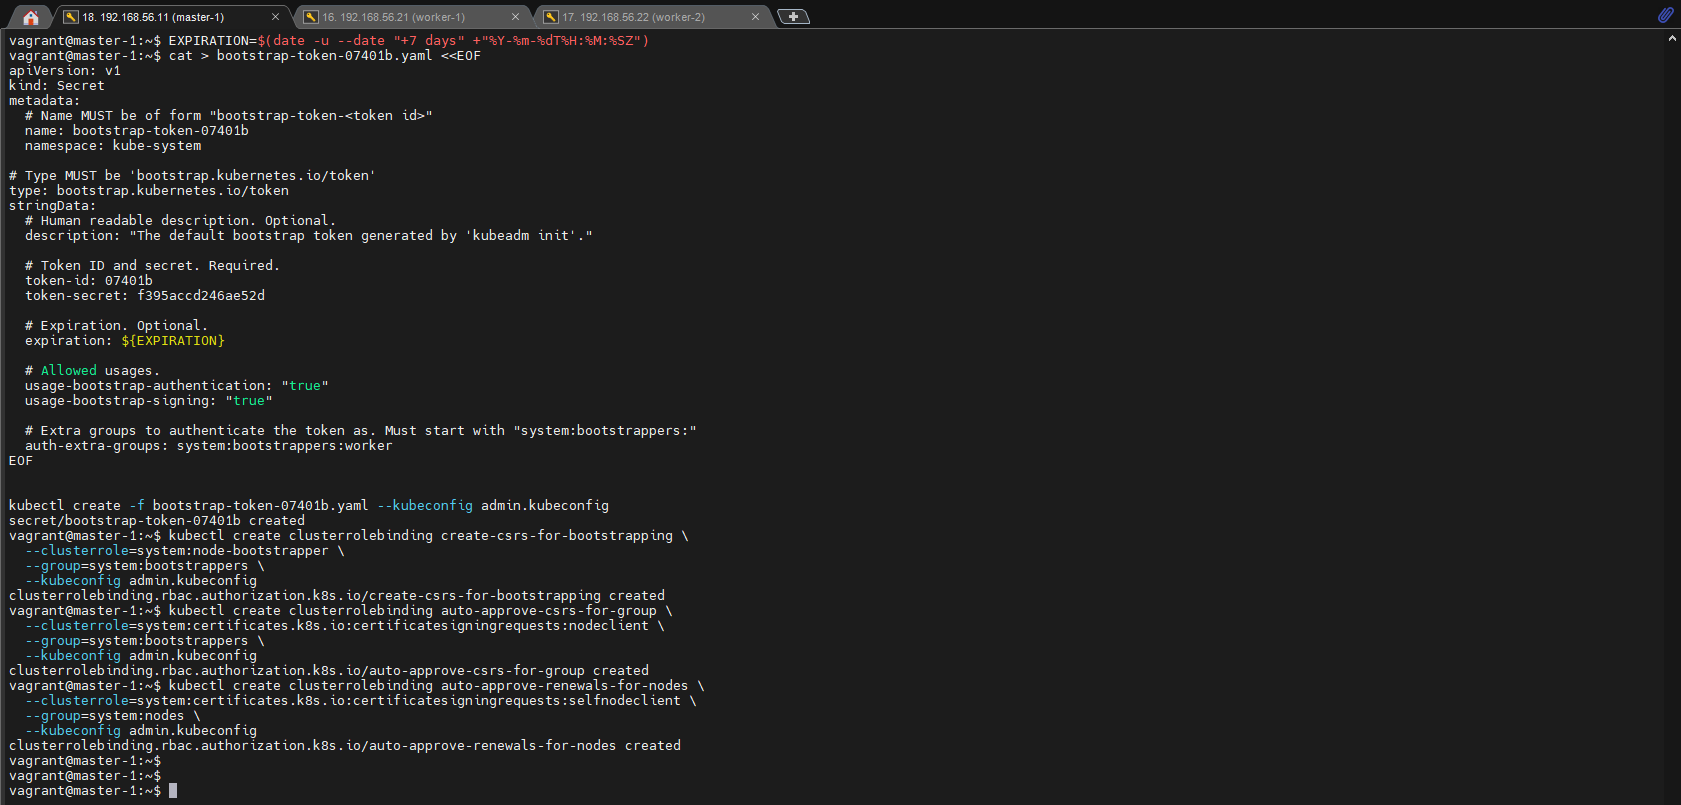 18. 192.168.56.11 (master-1)
16. 192.168.56.21 (worker-1)
17. 192.168.56.22 (worker-2)
vagrant@master-1:~$ EXPIRATION=$(date -u --date "+7 days" +"%Y-%m-%dT%H:%M:%SZ")
vagrant@master-1:~$ cat > bootstrap-token-07401b.yaml <<EOF
apiVersion: v1
kind: Secret
metadata:
  # Name MUST be of form "bootstrap-token-<token id>"
  name: bootstrap-token-07401b
  namespace: kube-system

# Type MUST be 'bootstrap.kubernetes.io/token'
type: bootstrap.kubernetes.io/token
stringData:
  # Human readable description. Optional.
  description: "The default bootstrap token generated by 'kubeadm init'."

  # Token ID and secret. Required.
  token-id: 07401b
  token-secret: f395accd246ae52d

  # Expiration. Optional.
  expiration: ${EXPIRATION}

  # Allowed usages.
  usage-bootstrap-authentication: "true"
  usage-bootstrap-signing: "true"

  # Extra groups to authenticate the token as. Must start with "system:bootstrappers:"
  auth-extra-groups: system:bootstrappers:worker
EOF

kubectl create -f bootstrap-token-07401b.yaml --kubeconfig admin.kubeconfig
secret/bootstrap-token-07401b created
vagrant@master-1:~$ kubectl create clusterrolebinding create-csrs-for-bootstrapping \
  --clusterrole=system:node-bootstrapper \
  --group=system:bootstrappers \
  --kubeconfig admin.kubeconfig
clusterrolebinding.rbac.authorization.k8s.io/create-csrs-for-bootstrapping created
vagrant@master-1:~$ kubectl create clusterrolebinding auto-approve-csrs-for-group \
  --clusterrole=system:certificates.k8s.io:certificatesigningrequests:nodeclient \
  --group=system:bootstrappers \
  --kubeconfig admin.kubeconfig
clusterrolebinding.rbac.authorization.k8s.io/auto-approve-csrs-for-group created
vagrant@master-1:~$ kubectl create clusterrolebinding auto-approve-renewals-for-nodes \
  --clusterrole=system:certificates.k8s.io:certificatesigningrequests:selfnodeclient \
  --group=system:nodes \
  --kubeconfig admin.kubeconfig
clusterrolebinding.rbac.authorization.k8s.io/auto-approve-renewals-for-nodes created
vagrant@master-1:~$
vagrant@master-1:~$
vagrant@master-1:~$